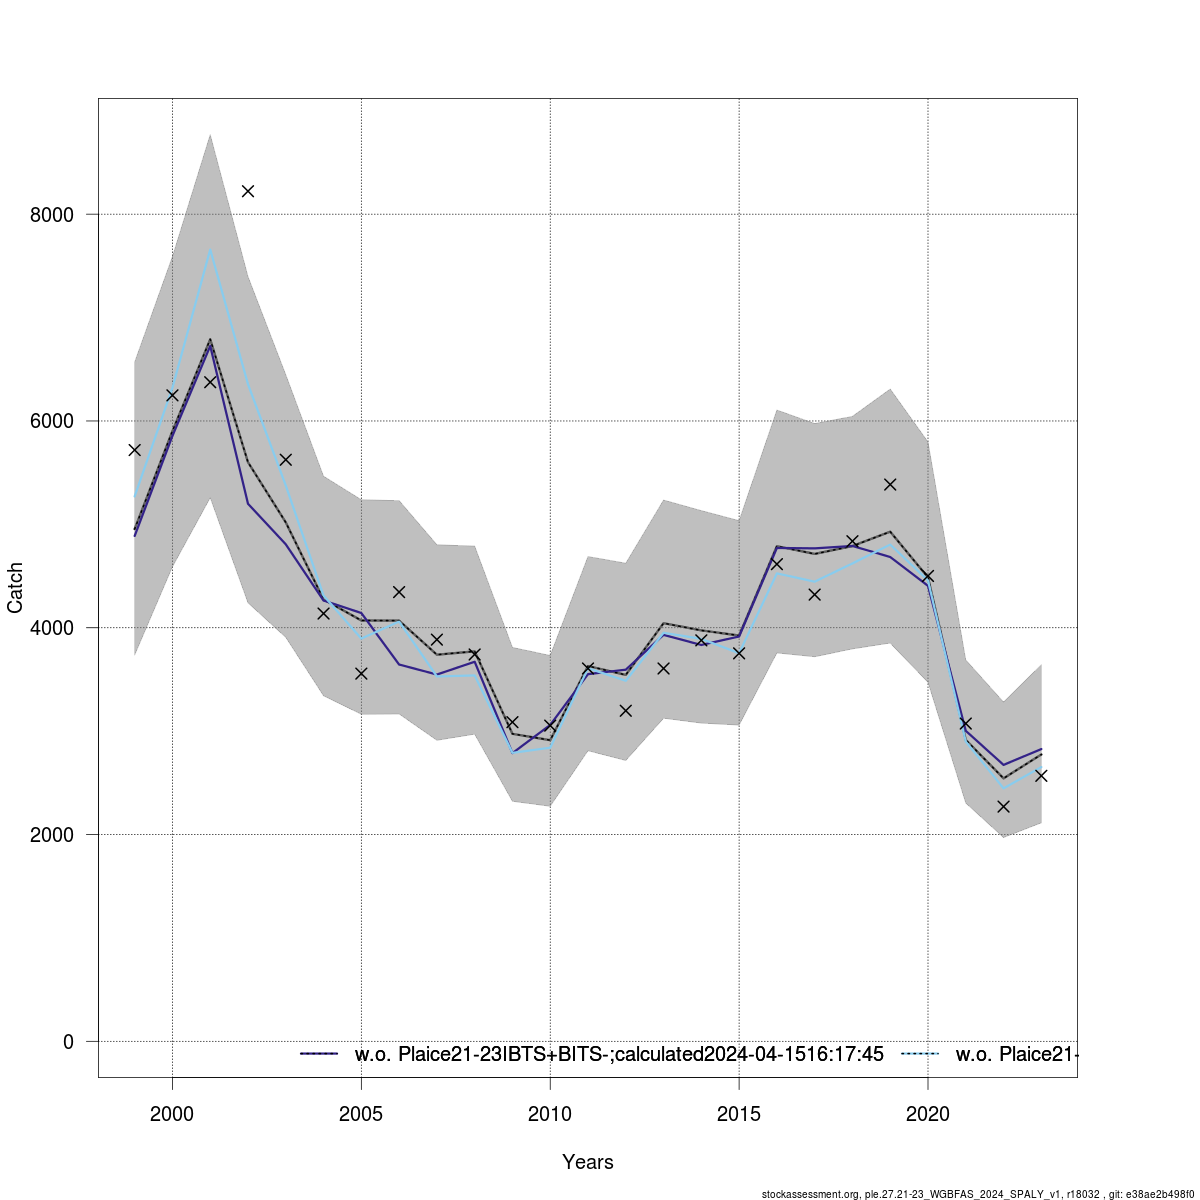 8000
6000
4000
2000
0
Catch
w.o. Plaice21-23IBTS+BITS-;calculated2024-04-1516:17:45 w.o. Plaice21-
2000 2005 2010 2015 2020
Years
stockassessment.org, ple.27.21-23_WGBFAS_2024_SPALY_v1, r18032 , git: e38ae2b496f0